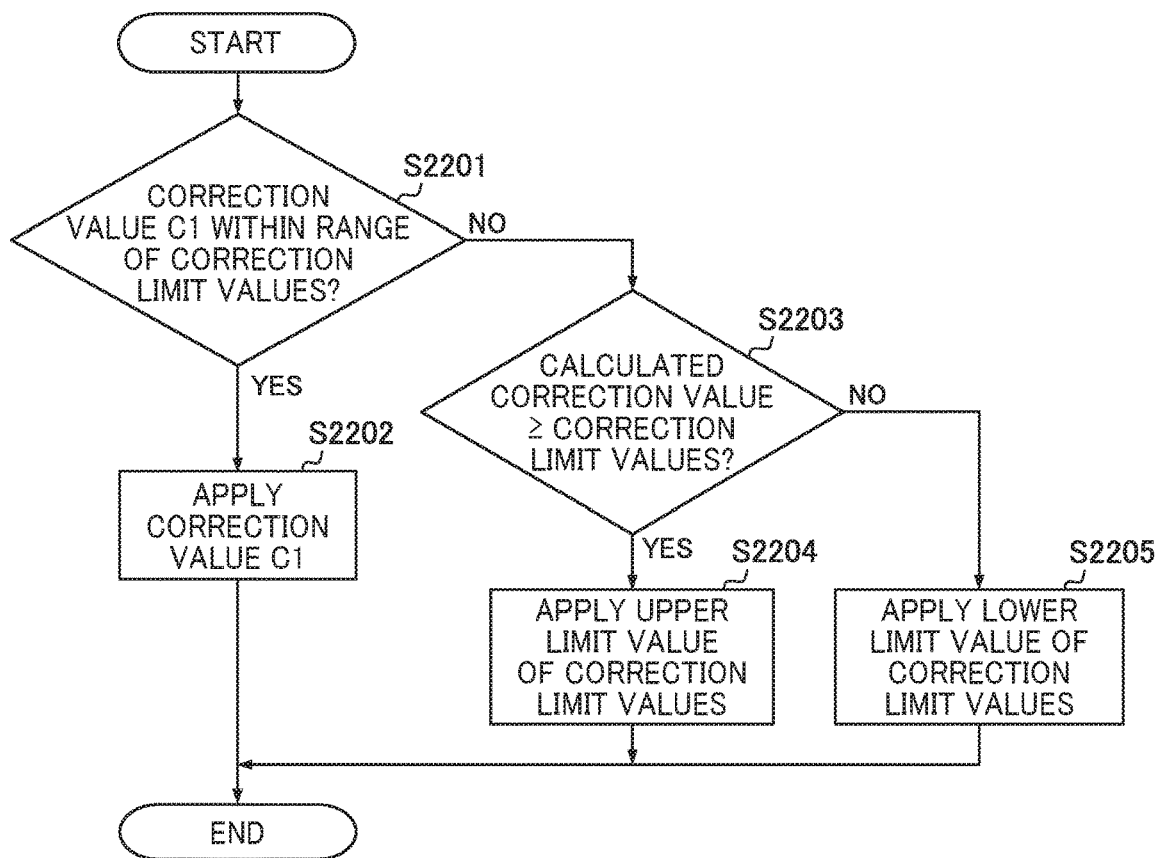 START
S2201
CORRECTION
VALUE C1 WITHIN RANGE
OF CORRECTION
LIMIT VALUES?
NO
YES
S2203
CALCULATED
CORRECTION VALUE
≥ CORRECTION
LIMIT VALUES?
NO
YES
S2202
APPLY
CORRECTION
VALUE C1
S2204
APPLY UPPER
LIMIT VALUE
OF CORRECTION
LIMIT VALUES
S2205
APPLY LOWER
LIMIT VALUE OF
CORRECTION
LIMIT VALUES
END